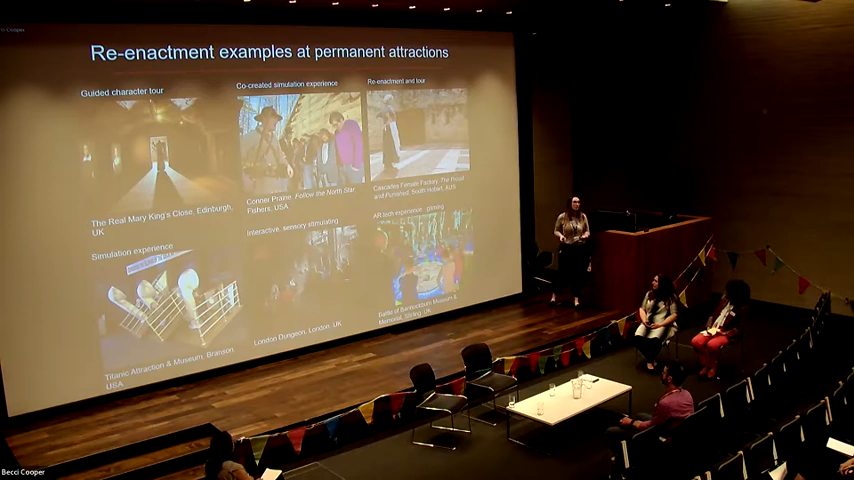 Re-enactment examples at permanent attractions
Guided character tour
Co-created simulation experience
Re-enactment and tour
The Real Mary King's Close, Edinburgh,
UK
Conner Prairie, Follow the North Star,
Fishers, USA
Cascades Female Factory, The Proud
and Punished, South Hobart, AUS
Simulation experience
Interactive, sensory stimulating
AR tech experience - gaming
Titanic Attraction & Museum, Branson
USA
London Dungeon, London, UK
Battle of Bannockburn Museum &
Memorial, Stirling, UK
Becci Cooper